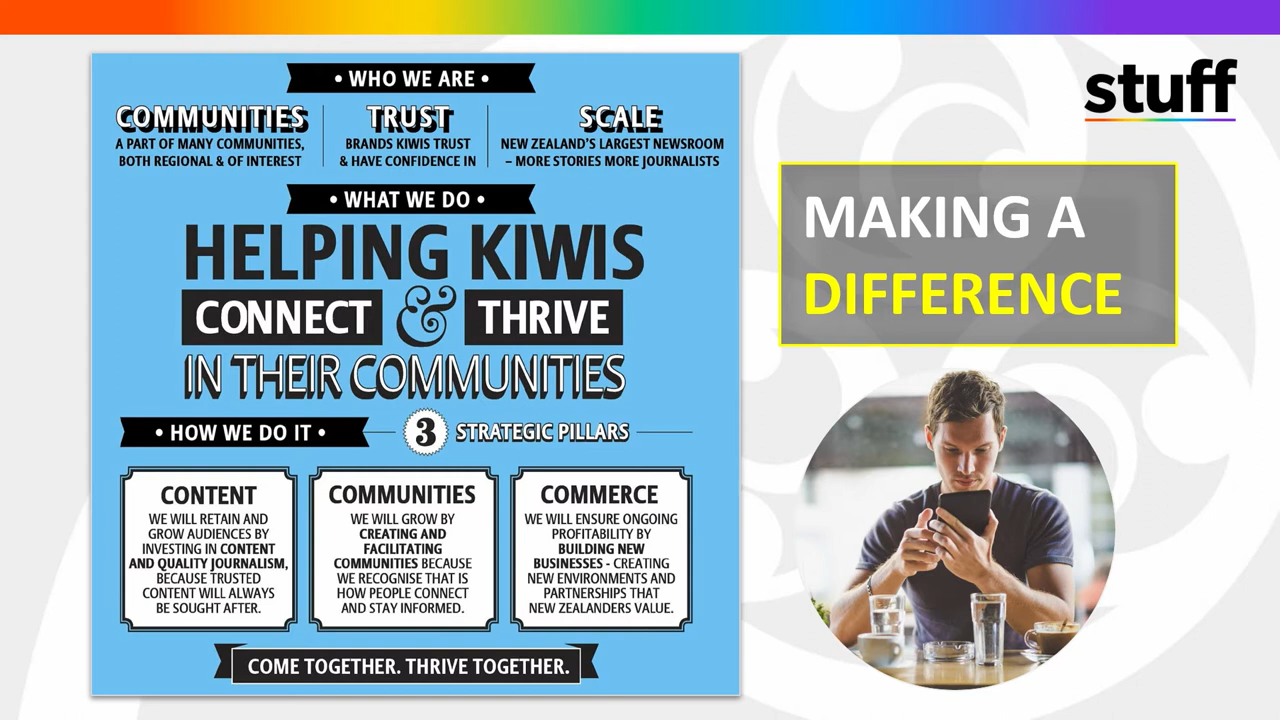 • WHO WE ARE •
COMMUNITIES
A PART OF MANY COMMUNITIES,
BOTH REGIONAL & OF INTEREST
TRUST
BRANDS KIWIS TRUST
& HAVE CONFIDENCE IN
SCALE
NEW ZEALAND'S LARGEST NEWSROOM
– MORE STORIES MORE JOURNALISTS
• WHAT WE DO •
HELPING KIWIS
CONNECT & THRIVE
IN THEIR COMMUNITIES
• HOW WE DO IT •
3 STRATEGIC PILLARS
CONTENT
WE WILL RETAIN AND
GROW AUDIENCES BY
INVESTING IN CONTENT
AND QUALITY JOURNALISM,
BECAUSE TRUSTED
CONTENT WILL ALWAYS
BE SOUGHT AFTER.
COMMUNITIES
WE WILL GROW BY
CREATING AND
FACILITATING
COMMUNITIES BECAUSE
WE RECOGNISE THAT IS
HOW PEOPLE CONNECT
AND STAY INFORMED.
COMMERCE
WE WILL ENSURE ONGOING
PROFITABILITY BY
BUILDING NEW
BUSINESSES - CREATING
NEW ENVIRONMENTS AND
PARTNERSHIPS THAT
NEW ZEALANDERS VALUE.
COME TOGETHER. THRIVE TOGETHER.
stuff
MAKING A
DIFFERENCE